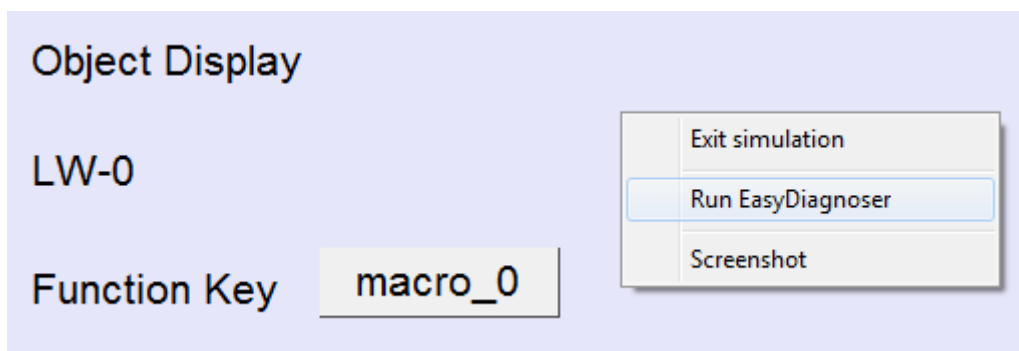 Object Display
Exit simulation
LW-0
Run EasyDiagnoser
Screenshot
Function Key
macro_0